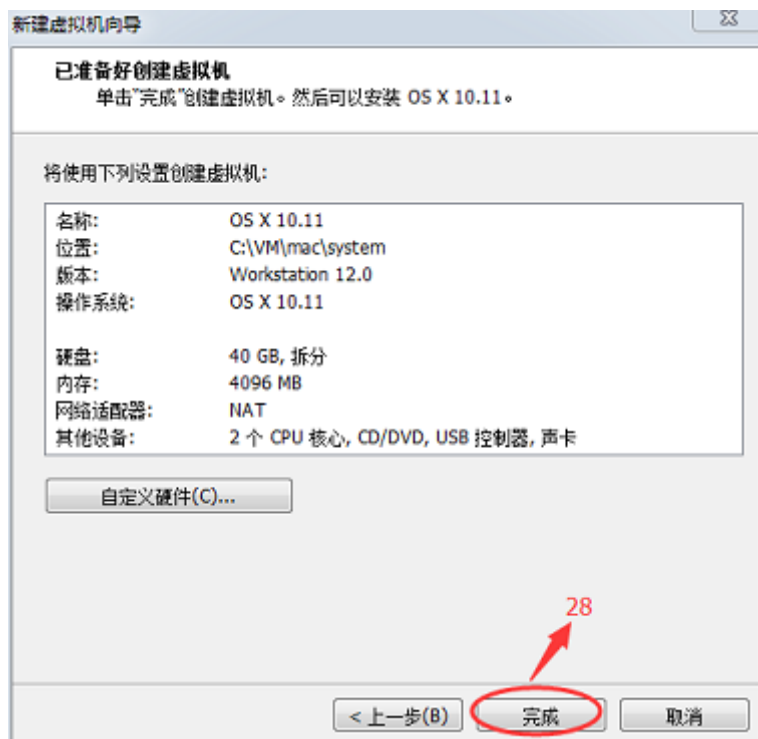 新建虚拟机向导
已准备好创建虚拟机
单击"完成"创建虚拟机。然后可以安装 OS X 10.11。
将使用下列设置创建虚拟机:
名称: OS X 10.11
位置: C:\VM\mac\system
版本: Workstation 12.0
操作系统: OS X 10.11
硬盘: 40 GB, 拆分
内存: 4096 MB
网络适配器: NAT
其他设备: 2 个 CPU 核心, CD/DVD, USB 控制器, 声卡
自定义硬件(C)...
28
< 上一步(B) 完成 取消